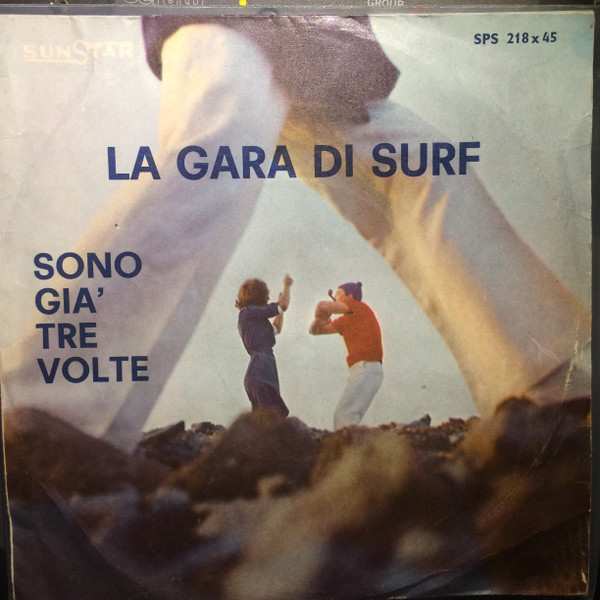 GROUP
SUNSTAR
SPS 218 x 45
LA GARA DI SURF
SONO
GIA'
TRE
VOLTE